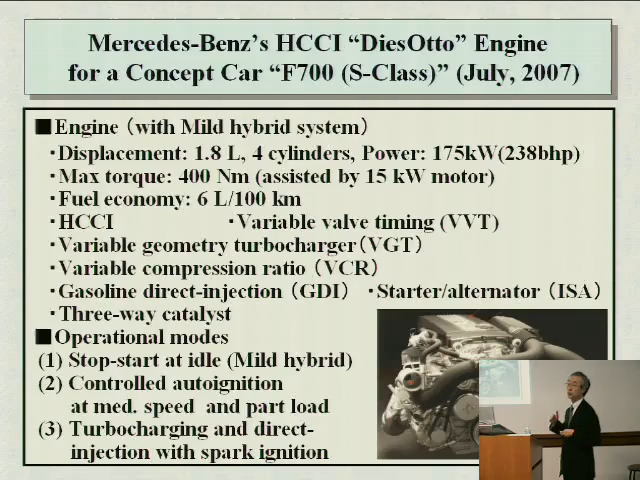 Mercedes-Benz's HCCI “DiesOtto” Engine
for a Concept Car “F700 (S-Class)” (July, 2007)
■Engine（with Mild hybrid system）
・Displacement: 1.8 L, 4 cylinders, Power: 175kW(238bhp)
・Max torque: 400 Nm (assisted by 15 kW motor)
・Fuel economy: 6 L/100 km
・HCCI ・Variable valve timing (VVT)
・Variable geometry turbocharger（VGT）
・Variable compression ratio（VCR）
・Gasoline direct-injection（GDI） ・Starter/alternator（ISA）
・Three-way catalyst
■Operational modes
(1) Stop-start at idle (Mild hybrid)
(2) Controlled autoignition
at med. speed and part load
(3) Turbocharging and direct-
injection with spark ignition